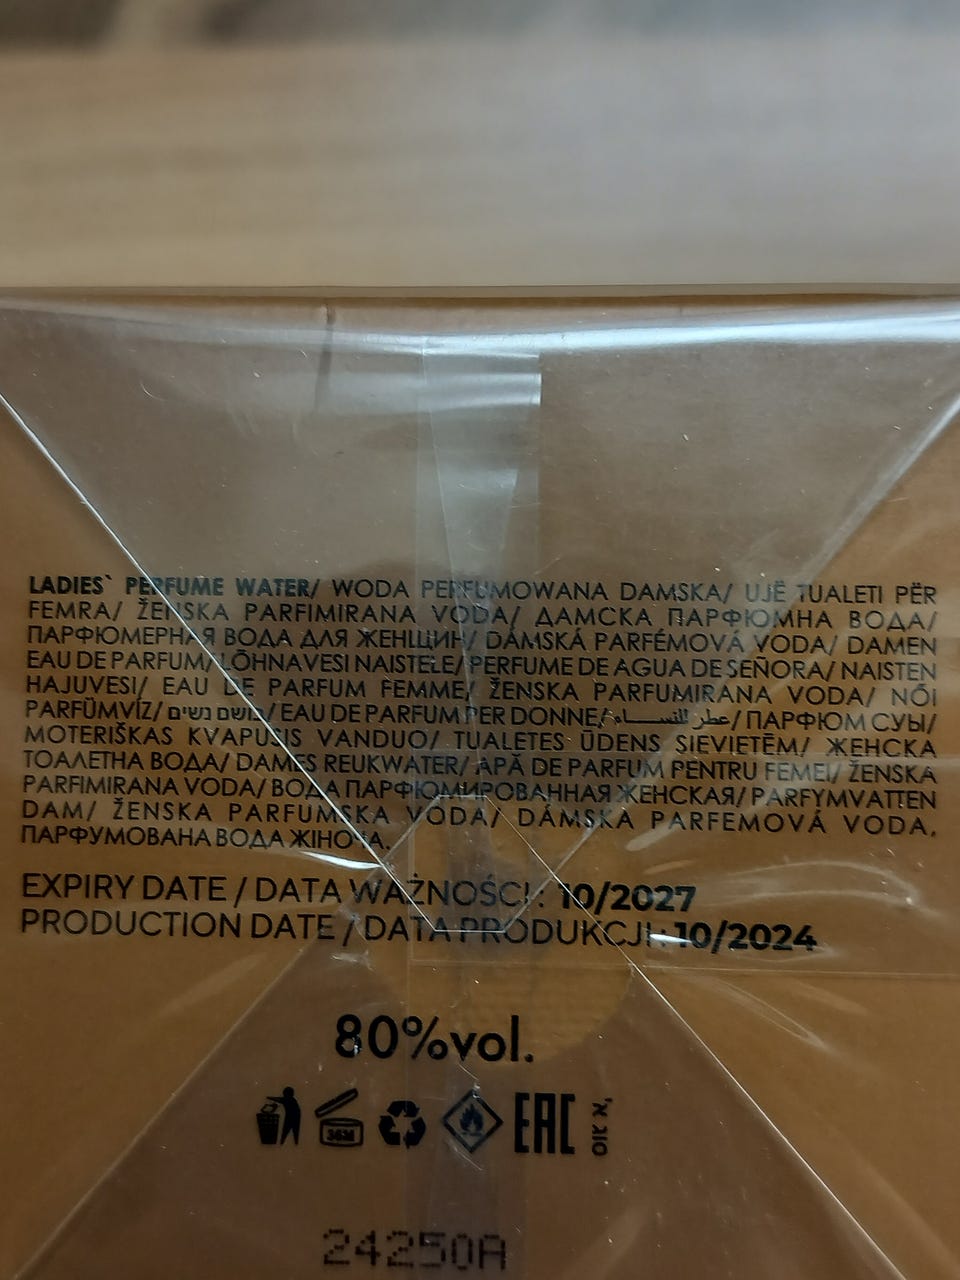 LADIES` PERFUME WATER/ WODA PERFUMOWANA DAMSKA/ UJË TUALETI PËR
FEMRA/ ŽENSKA PARFIMIRANA VODA/ ДАМСКА ПАРФЮМНА ВОДА/
ПАРФЮМЕРНАЯ ВОДА ДЛЯ ЖЕНЩИН/ DÁMSKÁ PARFÉMOVÁ VODA/ DAMEN
EAU DE PARFUM/ LÕHNAVESI NAISTELE/ PERFUME DE AGUA DE SEÑORA/ NAISTEN
HAJUVESI/ EAU DE PARFUM FEMME/ ŽENSKA PARFUMIRANA VODA/ NŐI
PARFÜMVÍZ/ בושם נשים/ EAU DE PARFUM PER DONNE/ عطر للنساء/ ПАРФЮМ СУЫ/
MOTERIŠKAS KVAPUSIS VANDUO/ TUALETES ŪDENS SIEVIETĒM/ ЖЕНСКА
ТОАЛЕТНА ВОДА/ DAMES REUKWATER/ APĂ DE PARFUM PENTRU FEMEI/ ŽENSKA
PARFIMIRANA VODA/ ВОДА ПАРФЮМИРОВАННАЯ ЖЕНСКАЯ/ PARFYMVATTEN
DAM/ ŽENSKA PARFUMSKA VODA/ DÁMSKA PARFEMOVÁ VODA,
ПАРФУМОВАНА ВОДА ЖІНОЧА.
EXPIRY DATE / DATA WAŻNOŚCI: 10/2027
PRODUCTION DATE / DATA PRODUKCJI: 10/2024
80%vol.
36M
EAC
24250A